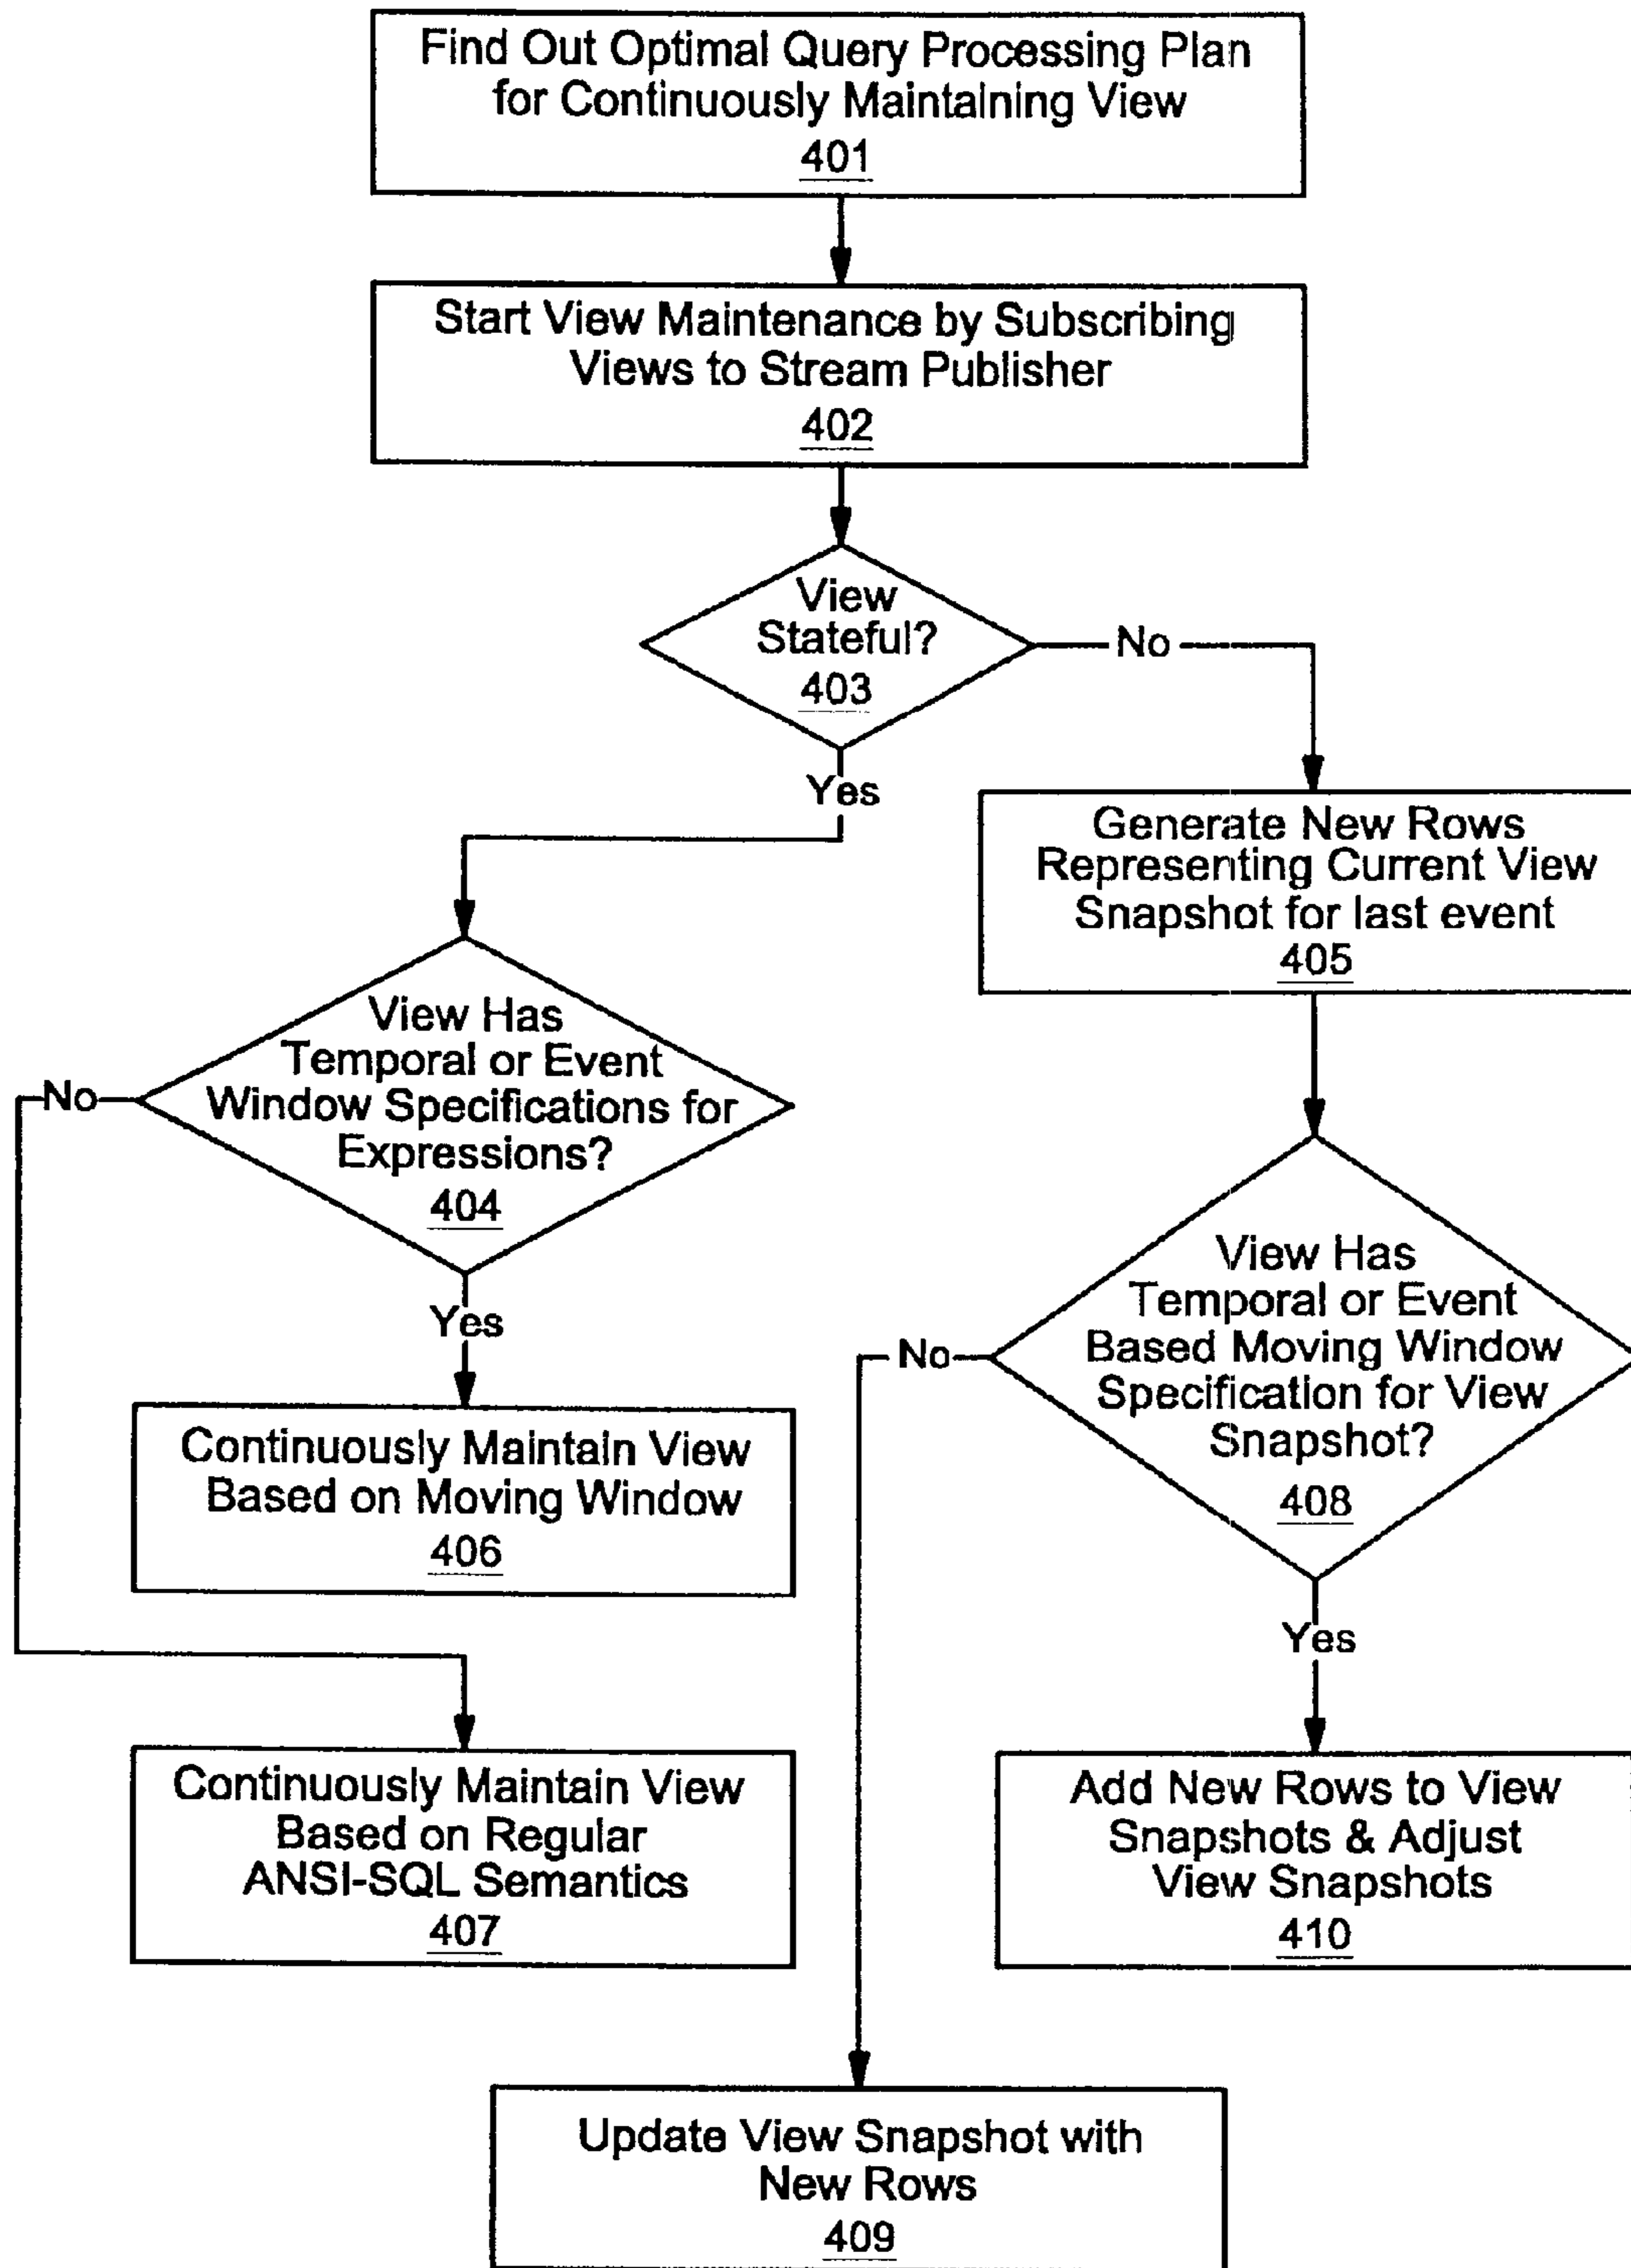 Find Out Optimal Query Processing Plan
for Continuously Maintaining View
401
Start View Maintenance by Subscribing
Views to Stream Publisher
402
View
Stateful?
403
No
Yes
Generate New Rows
Representing Current View
Snapshot for last event
405
View Has
Temporal or Event
Window Specifications for
Expressions?
404
No
Yes
View Has
Temporal or Event
Based Moving Window
Specification for View
Snapshot?
408
No
Yes
Continuously Maintain View
Based on Moving Window
406
Continuously Maintain View
Based on Regular
ANSI-SQL Semantics
407
Add New Rows to View
Snapshots & Adjust
View Snapshots
410
Update View Snapshot with
New Rows
409